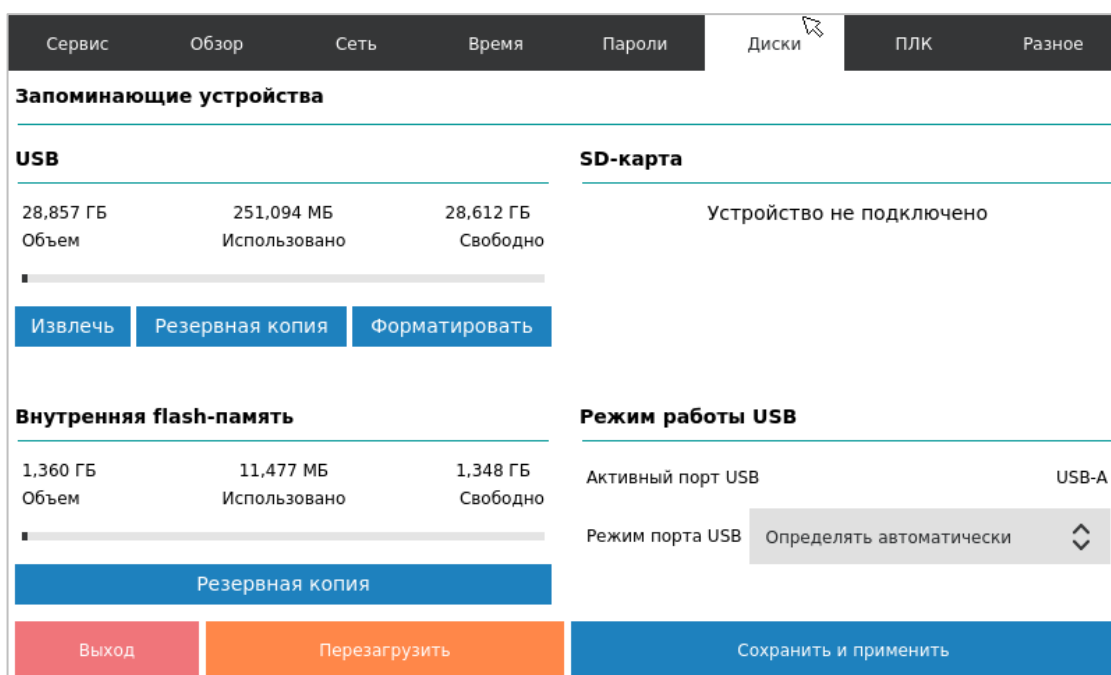 Сервис Обзор Сеть Время Пароли Диски ПЛК Разное
Запоминающие устройства
USB
28,857 ГБ 251,094 МБ 28,612 ГБ
Объем Использовано Свободно
Извлечь Резервная копия Форматировать
SD-карта
Устройство не подключено
Внутренняя flash-память
1,360 ГБ 11,477 МБ 1,348 ГБ
Объем Использовано Свободно
Резервная копия
Режим работы USB
Активный порт USB USB-A
Режим порта USB Определять автоматически
Выход Перезагрузить Сохранить и применить